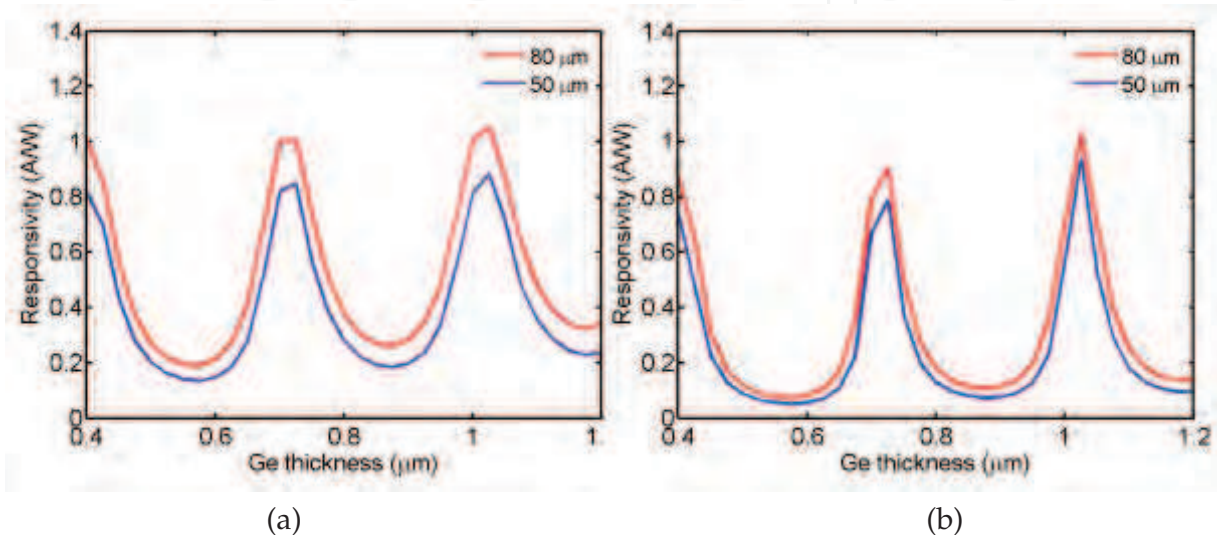 1.4
1.2
1
0.8
0.6
0.4
0.2
0
Responsivity (A/W)
80 μm
50 μm
0.4 0.6 0.8 1 1.
Ge thickness (μm)
(a)
1.4
1.2
1
0.8
0.6
0.4
0.2
0
Responsivity (A/W)
80 μm
50 μm
0.4 0.6 0.8 1 1.2
Ge thickness (μm)
(b)